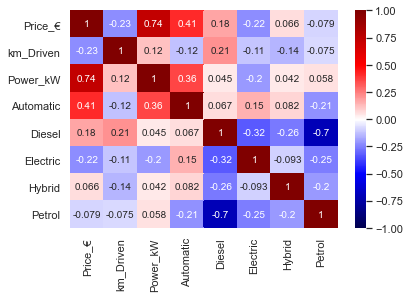 Price_€ 1 -0.23 0.74 0.41 0.18 -0.22 0.066 -0.079
km_Driven -0.23 1 0.12 -0.12 0.21 -0.11 -0.14 -0.075
Power_kW 0.74 0.12 1 0.36 0.045 -0.2 0.042 0.058
Automatic 0.41 -0.12 0.36 1 0.067 0.15 0.082 -0.21
Diesel 0.18 0.21 0.045 0.067 1 -0.32 -0.26 -0.7
Electric -0.22 -0.11 -0.2 0.15 -0.32 1 -0.093 -0.25
Hybrid 0.066 -0.14 0.042 0.082 -0.26 -0.093 1 -0.2
Petrol -0.079 -0.075 0.058 -0.21 -0.7 -0.25 -0.2 1
Price_€
km_Driven
Power_kW
Automatic
Diesel
Electric
Hybrid
Petrol
1.00
0.75
0.50
0.25
0.00
−0.25
−0.50
−0.75
−1.00